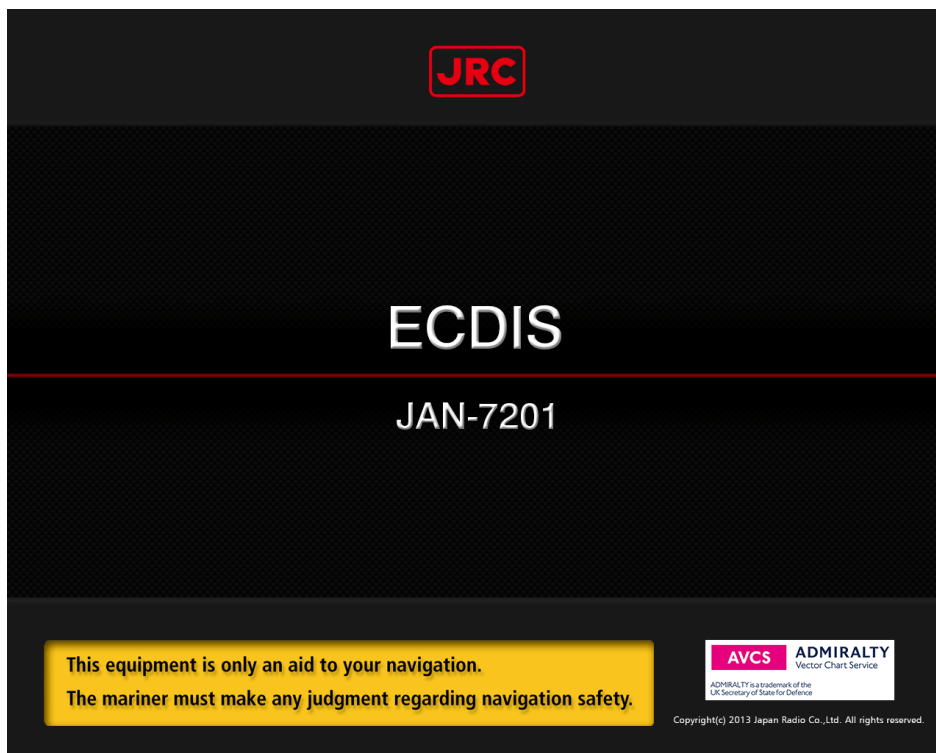 JRC
ECDIS
JAN-7201
This equipment is only an aid to your navigation.
The mariner must make any judgment regarding navigation safety.
AVCS
ADMIRALTY
Vector Chart Service
ADMIRALTY is a trademark of the
UK Secretary of State for Defence
Copyright(c) 2013 Japan Radio Co.,Ltd. All rights reserved.